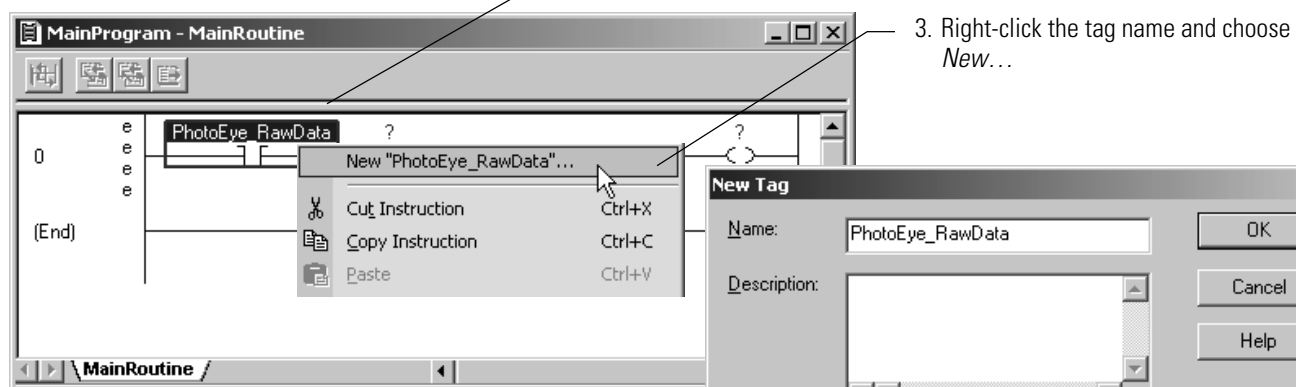 MainProgram - MainRoutine
3. Right-click the tag name and choose
New…
e
PhotoEye_RawData ? ?
0
e
e
e
New "PhotoEye_RawData"...
Cut Instruction Ctrl+X
(End)
Copy Instruction Ctrl+C
Paste Ctrl+V
MainRoutine
New Tag
Name: PhotoEye_RawData OK
Description: Cancel
Help